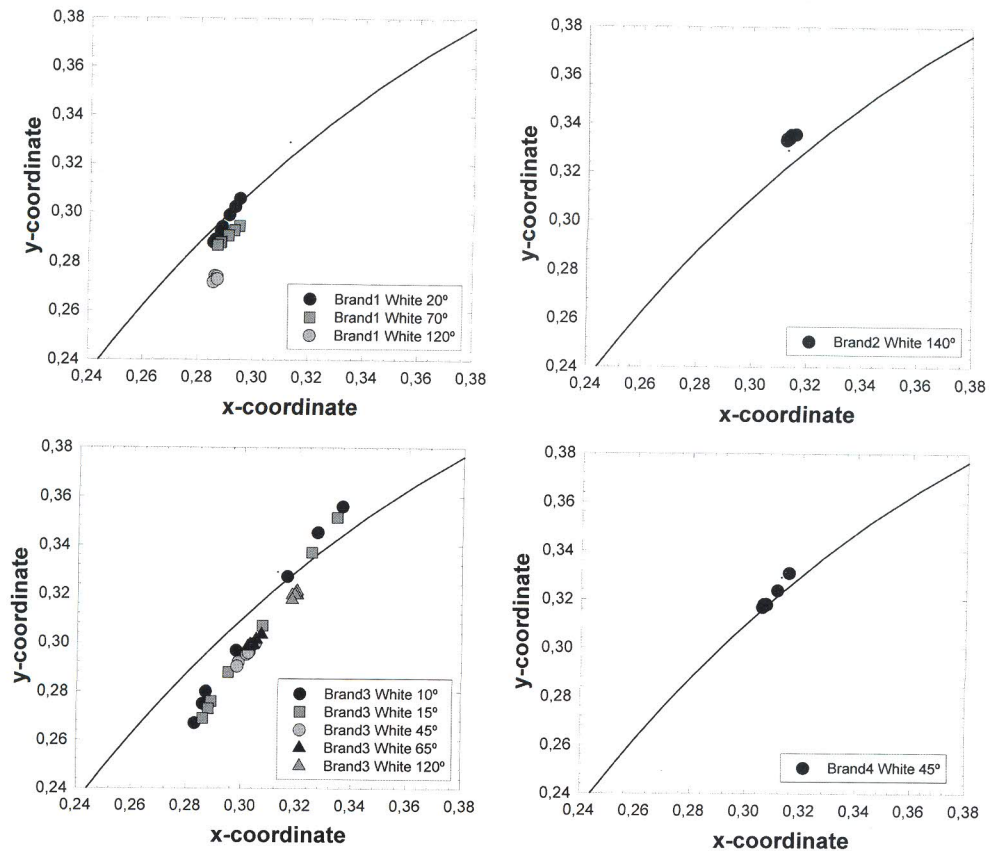 0,38
0,36
0,34
0,32
0,30
0,28
0,26
0,24
y-coordinate
0,24 0,26 0,28 0,30 0,32 0,34 0,36 0,38
x-coordinate
Brand1 White 20º
Brand1 White 70º
Brand1 White 120º
0,38
0,36
0,34
0,32
0,30
0,28
0,26
0,24
y-coordinate
0,24 0,26 0,28 0,30 0,32 0,34 0,36 0,38
x-coordinate
Brand2 White 140º
0,38
0,36
0,34
0,32
0,30
0,28
0,26
0,24
y-coordinate
0,24 0,26 0,28 0,30 0,32 0,34 0,36 0,38
x-coordinate
Brand3 White 10º
Brand3 White 15º
Brand3 White 45º
Brand3 White 65º
Brand3 White 120º
0,38
0,36
0,34
0,32
0,30
0,28
0,26
0,24
y-coordinate
0,24 0,26 0,28 0,30 0,32 0,34 0,36 0,38
x-coordinate
Brand4 White 45º